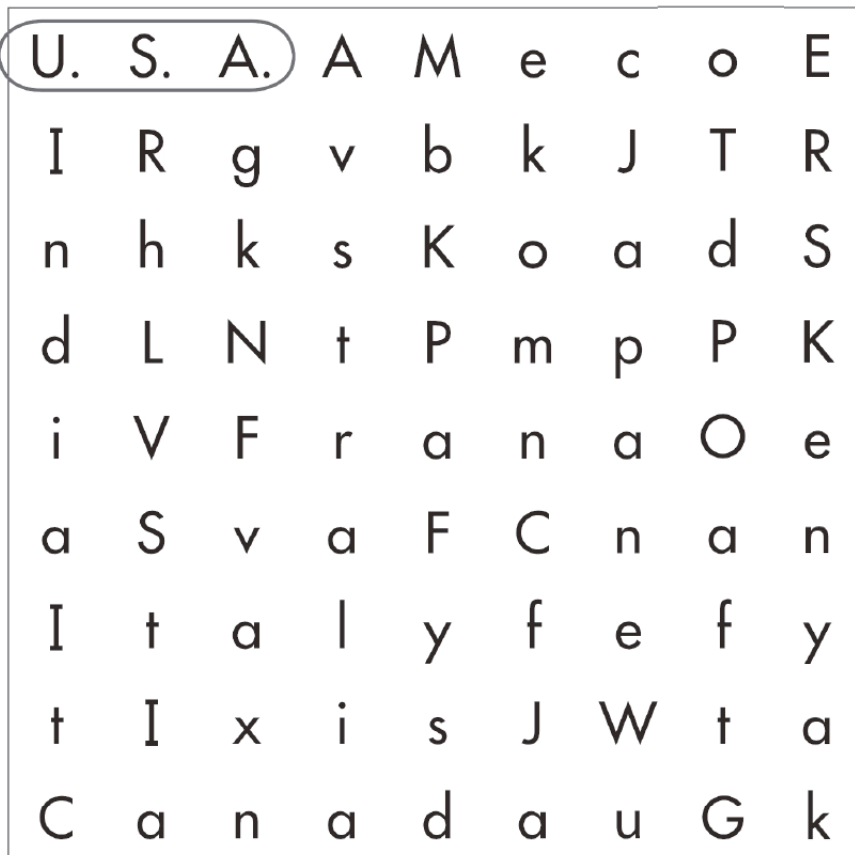 U. S. A. A M e c o E
I R g v b k J T R
n h k s K o a d S
d L N t P m p P K
i V F r a n a O e
a S v a F C n a n
I t a l y f e f y
t I x i s J W t a
C a n a d a u G k